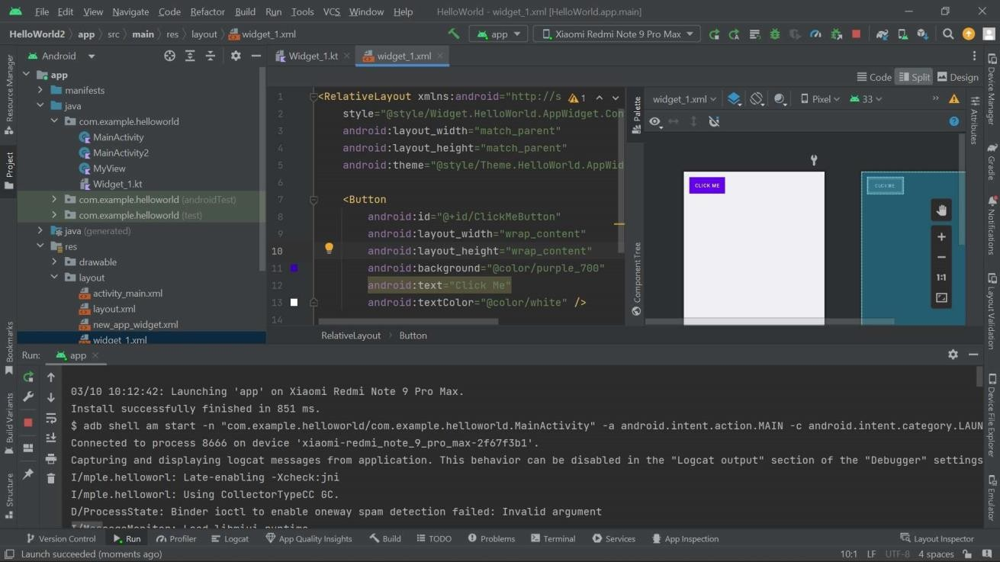 File Edit View Navigate Code Refactor Build Run Tools VCS Window Help HelloWorld - widget_1.xml [HelloWorld.app.main]
HelloWorld2 app src main res layout widget_1.xml app Xiaomi Redmi Note 9 Pro Max
Android
Widget_1.kt widget_1.xml
Code Split Design
Resource Manager
Project
Bookmarks
Build Variants
Structure
app
manifests
java
com.example.helloworld
MainActivity
MainActivity2
MyView
Widget_1.kt
com.example.helloworld (androidTest)
com.example.helloworld (test)
java (generated)
res
drawable
layout
activity_main.xml
layout.xml
new_app_widget.xml
widget_1.xml
1 <RelativeLayout xmlns:android="http://s 1
2 style="@style/Widget.HelloWorld.AppWidget.Con
3 android:layout_width="match_parent"
4 android:layout_height="match_parent"
5 android:theme="@style/Theme.HelloWorld.AppWid
6
7 <Button
8 android:id="@+id/ClickMeButton"
9 android:layout_width="wrap_content"
10 android:layout_height="wrap_content"
11 android:background="@color/purple_700"
12 android:text="Click Me"
13 android:textColor="@color/white" />
14
RelativeLayout Button
Palette
Component Tree
widget_1.xml Pixel 33
CLICK ME
CLICK ME
1:1
Attributes
Device Manager
Gradle
Notifications
Layout Validation
Device File Explorer
Emulator
Run: app
03/10 10:12:42: Launching 'app' on Xiaomi Redmi Note 9 Pro Max.
Install successfully finished in 851 ms.
$ adb shell am start -n "com.example.helloworld/com.example.helloworld.MainActivity" -a android.intent.action.MAIN -c android.intent.category.LAUN
Connected to process 8666 on device 'xiaomi-redmi_note_9_pro_max-2f67f3b1'.
Capturing and displaying logcat messages from application. This behavior can be disabled in the "Logcat output" section of the "Debugger" settings
I/mple.helloworl: Late-enabling -Xcheck:jni
I/mple.helloworl: Using CollectorTypeCC GC.
D/ProcessState: Binder ioctl to enable oneway spam detection failed: Invalid argument
I/MessageMonitor: Load libmiui_runtime
Version Control Run Profiler Logcat App Quality Insights Build TODO Problems Terminal Services App Inspection Layout Inspector
Launch succeeded (moments ago) 10:1 LF UTF-8 4 spaces